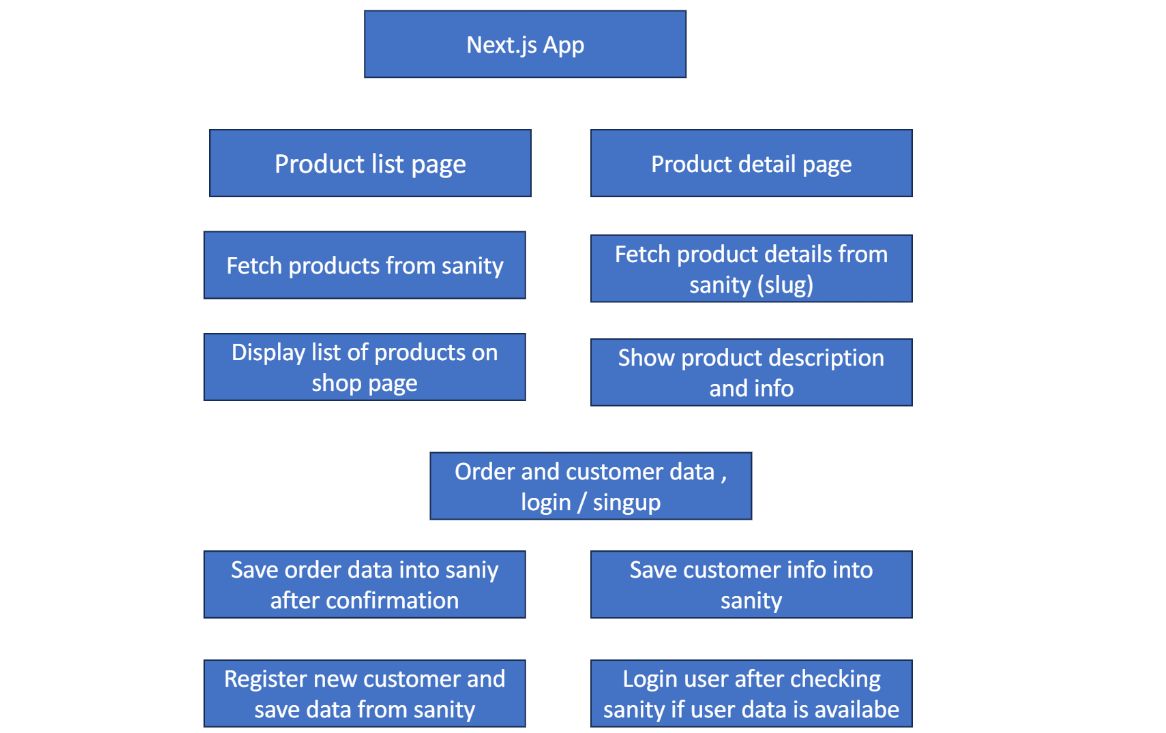 Next.js App
Product list page
Product detail page
Fetch products from sanity
Fetch product details from
sanity (slug)
Display list of products on
shop page
Show product description
and info
Order and customer data ,
login / singup
Save order data into saniy
after confirmation
Save customer info into
sanity
Register new customer and
save data from sanity
Login user after checking
sanity if user data is availabe